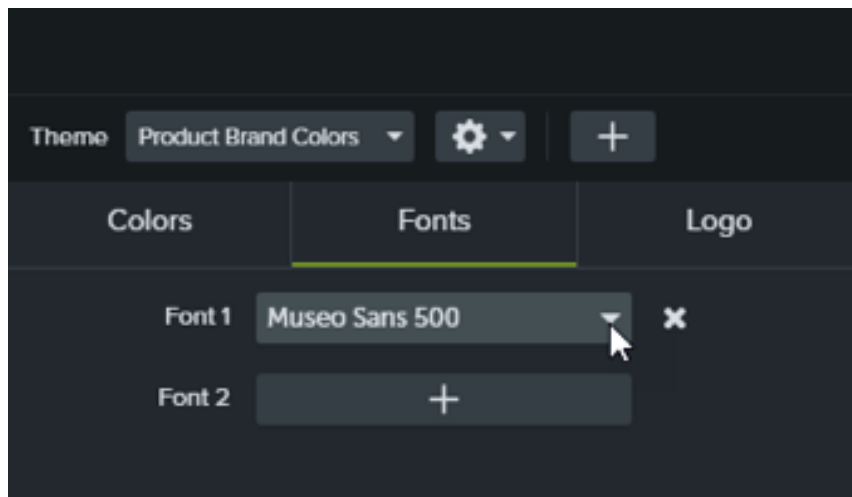 Theme Product Brand Colors
Colors Fonts Logo
Font 1 Museo Sans 500
Font 2